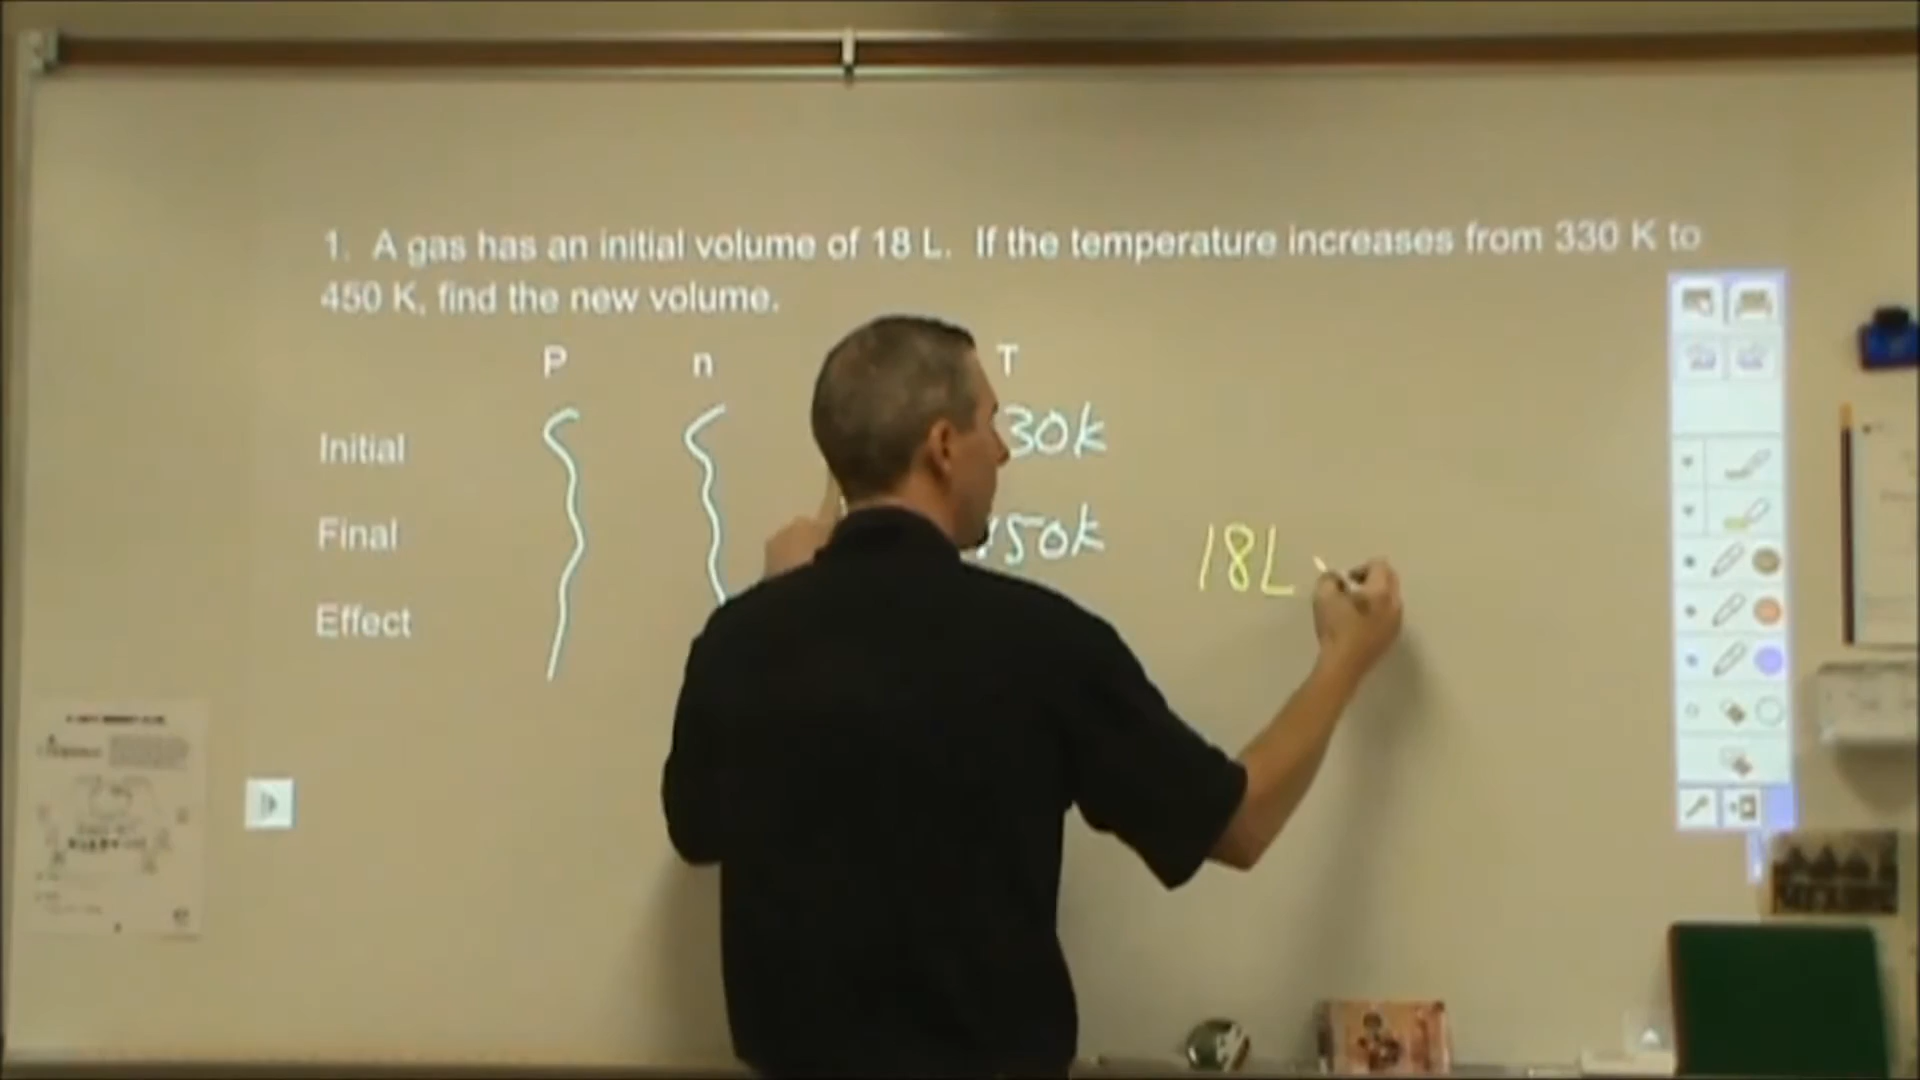 1. A gas has an initial volume of 18 L. If the temperature increases from 330 K to
450 K, find the new volume.
P n T
Initial 30k
Final 50k 18L
Effect